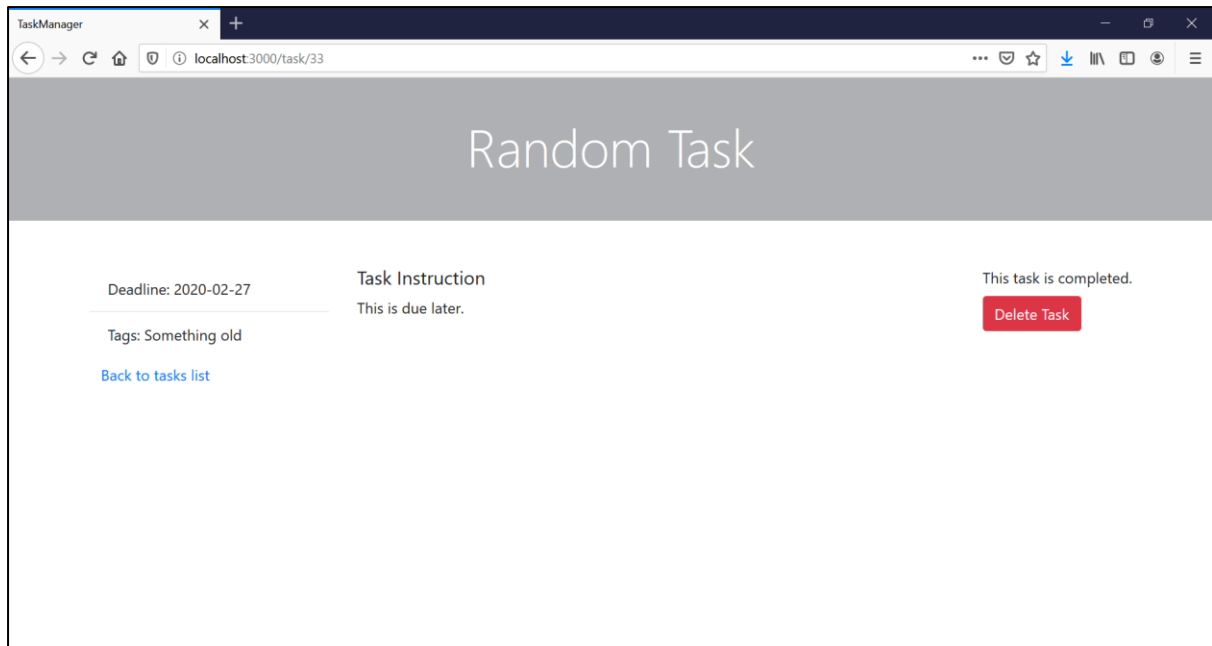 TaskManager
localhost:3000/task/33
Random Task
Deadline: 2020-02-27
Tags: Something old
Back to tasks list
Task Instruction
This is due later.
This task is completed.
Delete Task